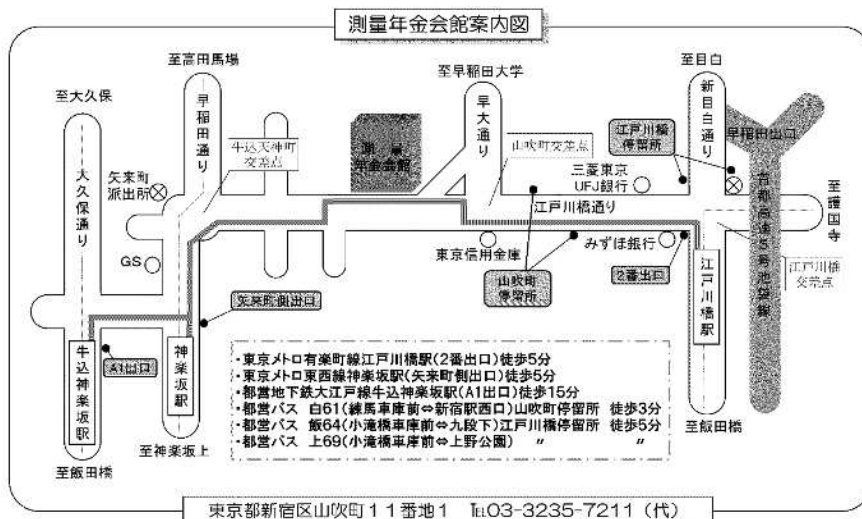 測量年金会館案内図
至高田馬場
至早稲田大学
至目白
至大久保
早稲田通り
早大通り
新目白通り
江戸川橋
停留所
早稲田出口
牛込天神町
交差点
測量
年金会館
山吹町交差点
大久保通り
矢来町
派出所
三菱東京
UFJ銀行
首都高速5号池袋線
至護国寺
江戸川橋通り
GS
東京信用金庫
みずほ銀行
山吹町
停留所
2番出口
江戸川橋駅
江戸川橋
交差点
矢来町側出口
A1出口
牛込神楽坂駅
神楽坂駅
・東京メトロ有楽町線江戸川橋駅(2番出口)徒歩5分
・東京メトロ東西線神楽坂駅(矢来町側出口)徒歩5分
・都営地下鉄大江戸線牛込神楽坂駅(A1出口)徒歩15分
・都営バス 白61(練馬車庫前⇔新宿駅西口)山吹町停留所 徒歩3分
・都営バス 飯64(小滝橋車庫前⇔九段下)江戸川橋停留所 徒歩5分
・都営バス 上69(小滝橋車庫前⇔上野公園) 〃 〃
至飯田橋
至神楽坂上
至飯田橋
東京都新宿区山吹町11番地1 ℡03-3235-7211(代)